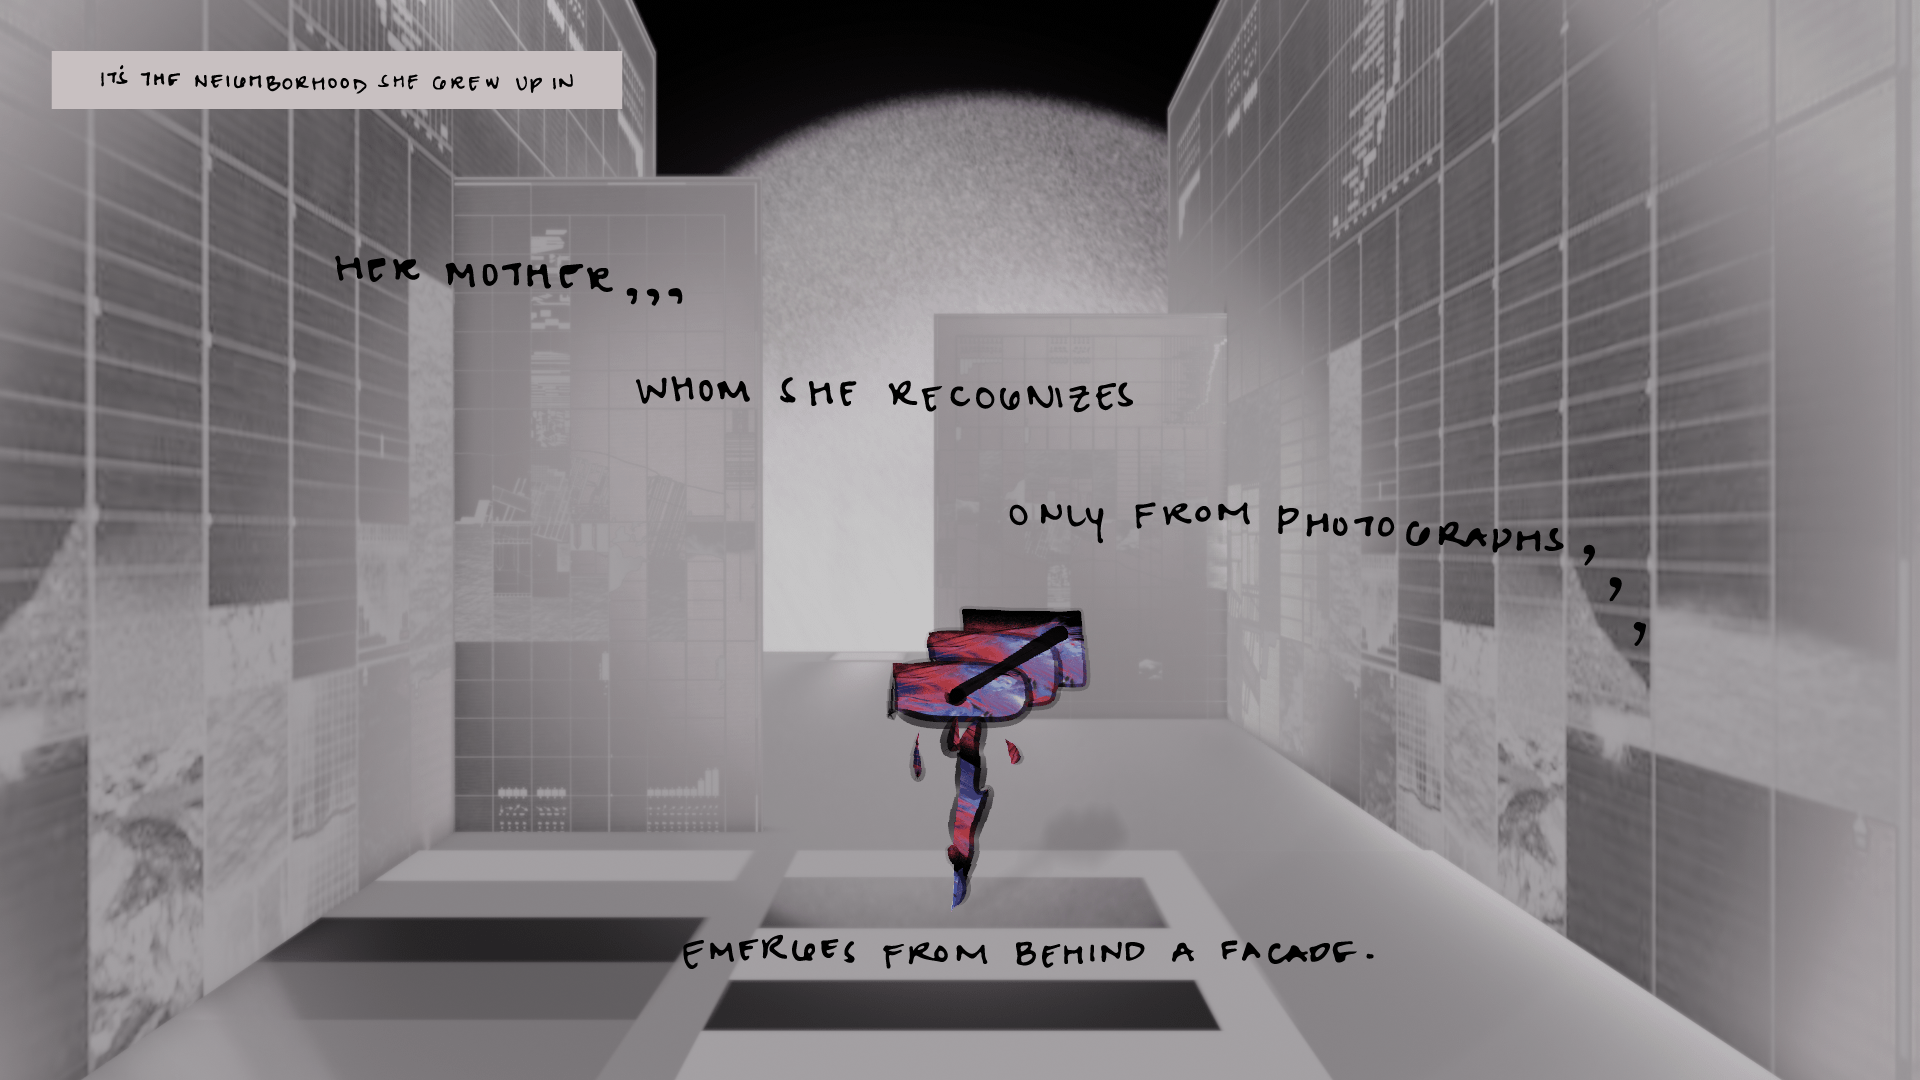 IT'S THE NEIGHBORHOOD SHE GREW UP IN
HER MOTHER,,,
WHOM SHE RECOGNIZES
ONLY FROM PHOTOGRAPHS,,,
EMERGES FROM BEHIND A FACADE.